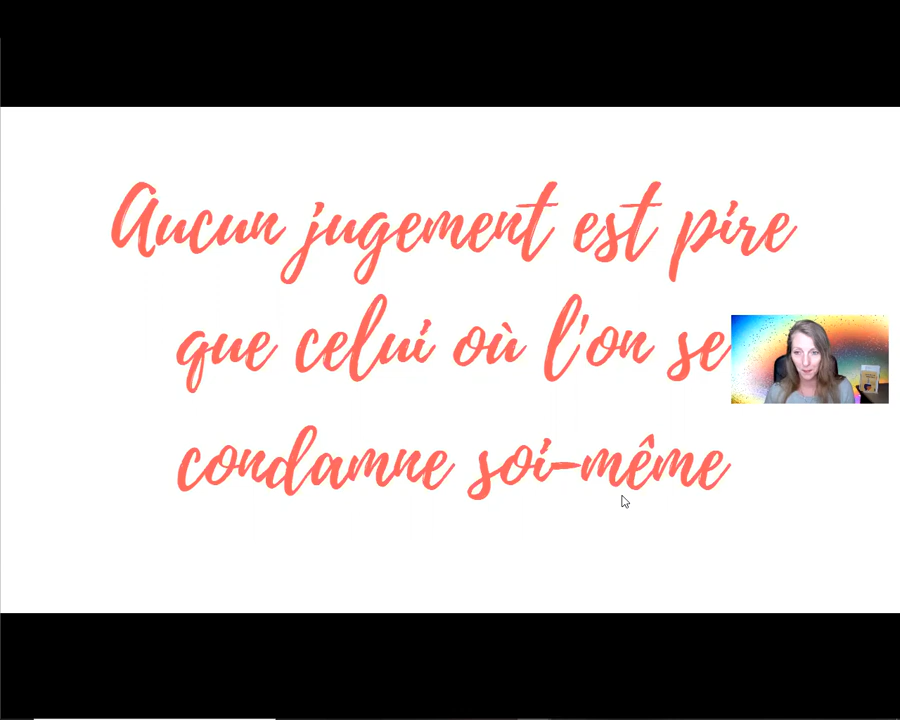 Aucun jugement est pire
que celui où l'on se
condamne soi-même